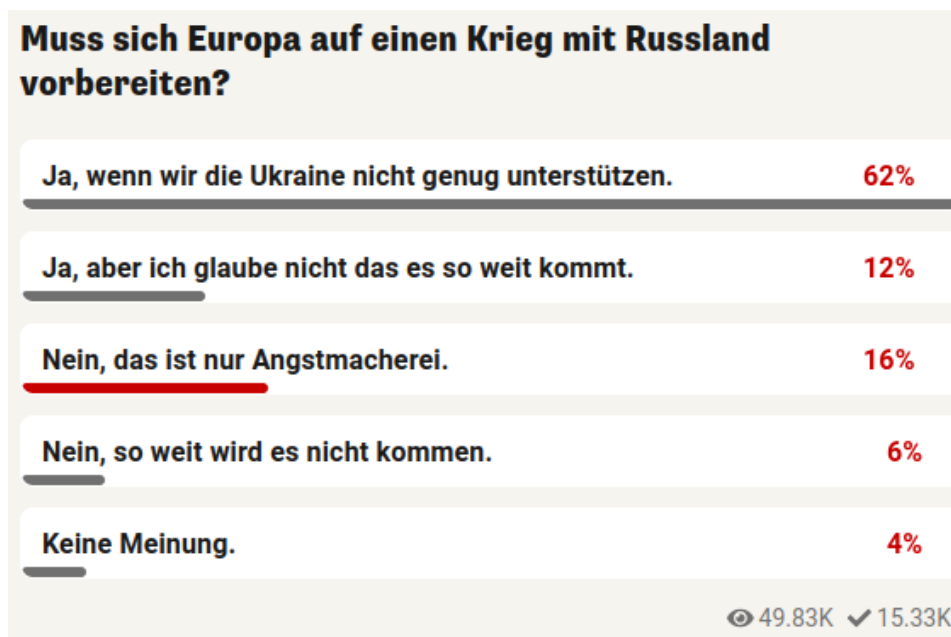 Muss sich Europa auf einen Krieg mit Russland
vorbereiten?
Ja, wenn wir die Ukraine nicht genug unterstützen. 62%
Ja, aber ich glaube nicht das es so weit kommt. 12%
Nein, das ist nur Angstmacherei. 16%
Nein, so weit wird es nicht kommen. 6%
Keine Meinung. 4%
49.83K 15.33K